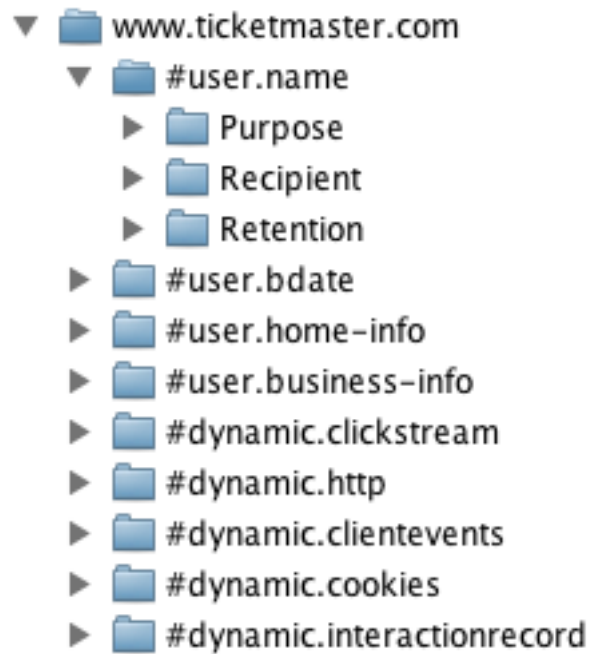 www.ticketmaster.com
#user.name
Purpose
Recipient
Retention
#user.bdate
#user.home-info
#user.business-info
#dynamic.clickstream
#dynamic.http
#dynamic.clientevents
#dynamic.cookies
#dynamic.interactionrecord